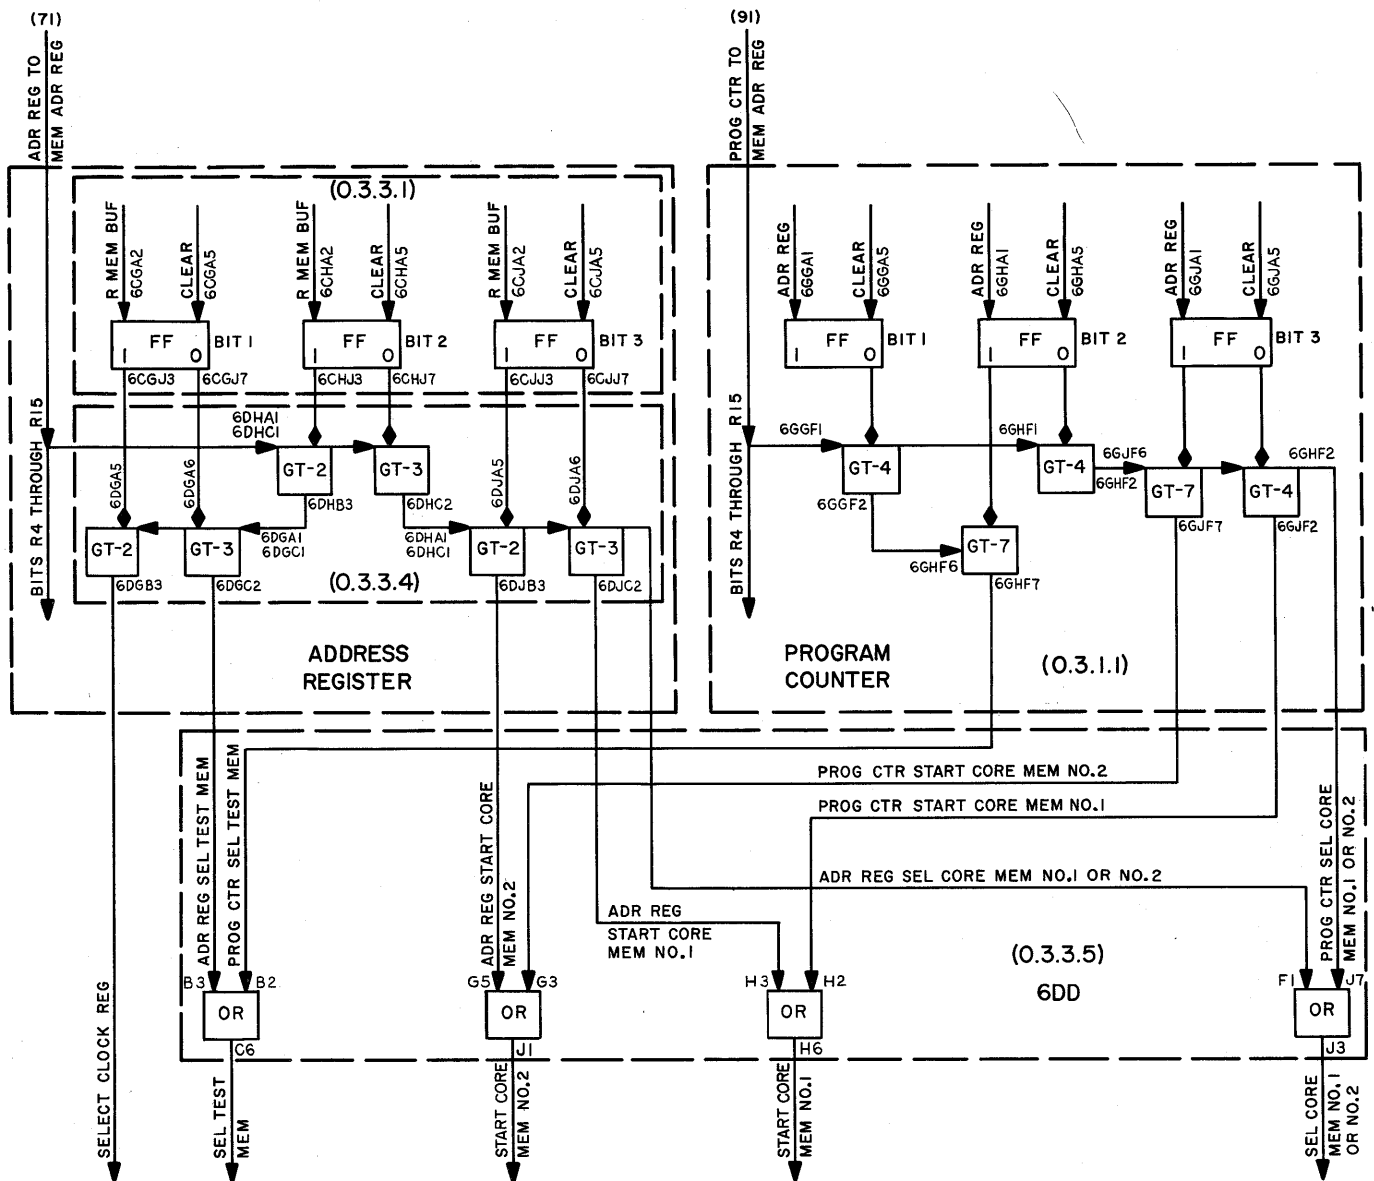 (71)
ADR REG TO
MEM ADR REG
(91)
PROG CTR TO
MEM ADR REG
(0.3.3.1)
R MEM BUF
6CGA2
CLEAR
6CGA5
R MEM BUF
6CHA2
CLEAR
6CHA5
R MEM BUF
6CJA2
CLEAR
6CJA5
ADR REG
6GGA1
CLEAR
6GGA5
ADR REG
6GHA1
CLEAR
6GHA5
ADR REG
6GJA1
CLEAR
6GJA5
FF
1 0
BIT 1
FF
1 0
BIT 2
FF
1 0
BIT 3
FF
1 0
BIT 1
FF
1 0
BIT 2
FF
1 0
BIT 3
6CGJ3
6CGJ7
6CHJ3
6CHJ7
6CJJ3
6CJJ7
BITS R4 THROUGH R15
6DHA1
6DHC1
GT-2
GT-3
6DHB3
6DHC2
6DGA5
6DGA6
6DJA5
6DJA6
6DGA1
6DGC1
6DHA1
6DHC1
GT-2
GT-3
GT-2
GT-3
6DGB3
6DGC2
(0.3.3.4)
6DJB3
6DJC2
ADDRESS
REGISTER
BITS R4 THROUGH R15
6GGF1
GT-4
6GGF2
6GHF1
GT-4
6GJF6
6GHF2
GT-7
6GJF7
GT-4
6GHF2
6GJF2
6GHF6
GT-7
6GHF7
PROGRAM
COUNTER
(0.3.1.1)
ADR REG SEL TEST MEM
PROG CTR SEL TEST MEM
ADR REG START CORE
MEM NO.2
PROG CTR START CORE MEM NO.2
PROG CTR START CORE MEM NO.1
ADR REG SEL CORE MEM NO.1 OR NO.2
ADR REG
START CORE
MEM NO.1
PROG CTR SEL CORE
MEM NO.1 OR NO.2
(0.3.3.5)
6DD
B3
B2
G5
G3
H3
H2
F1
J7
OR
OR
OR
OR
C6
J1
H6
J3
SELECT CLOCK REG
SEL TEST
MEM
START CORE
MEM NO.2
START CORE
MEM NO.1
SEL CORE
MEM NO.1
OR NO.2